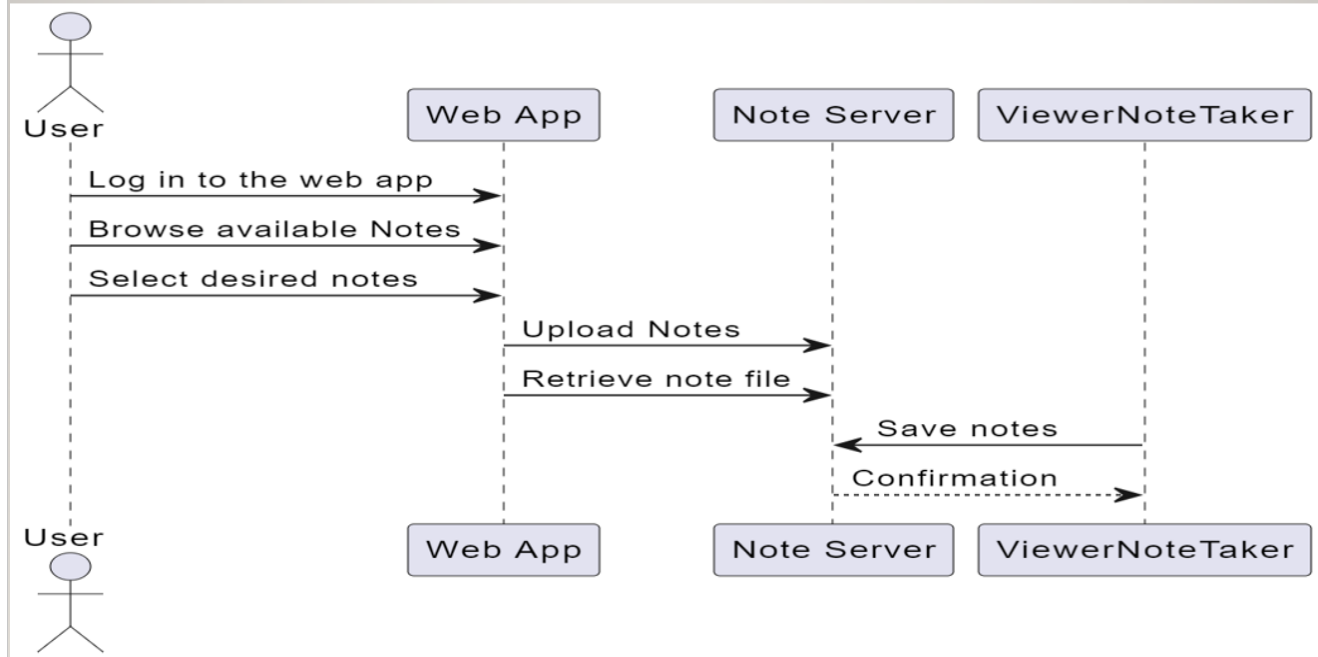 User
Web App
Note Server
ViewerNoteTaker
Log in to the web app
Browse available Notes
Select desired notes
Upload Notes
Retrieve note file
Save notes
Confirmation
User
Web App
Note Server
ViewerNoteTaker